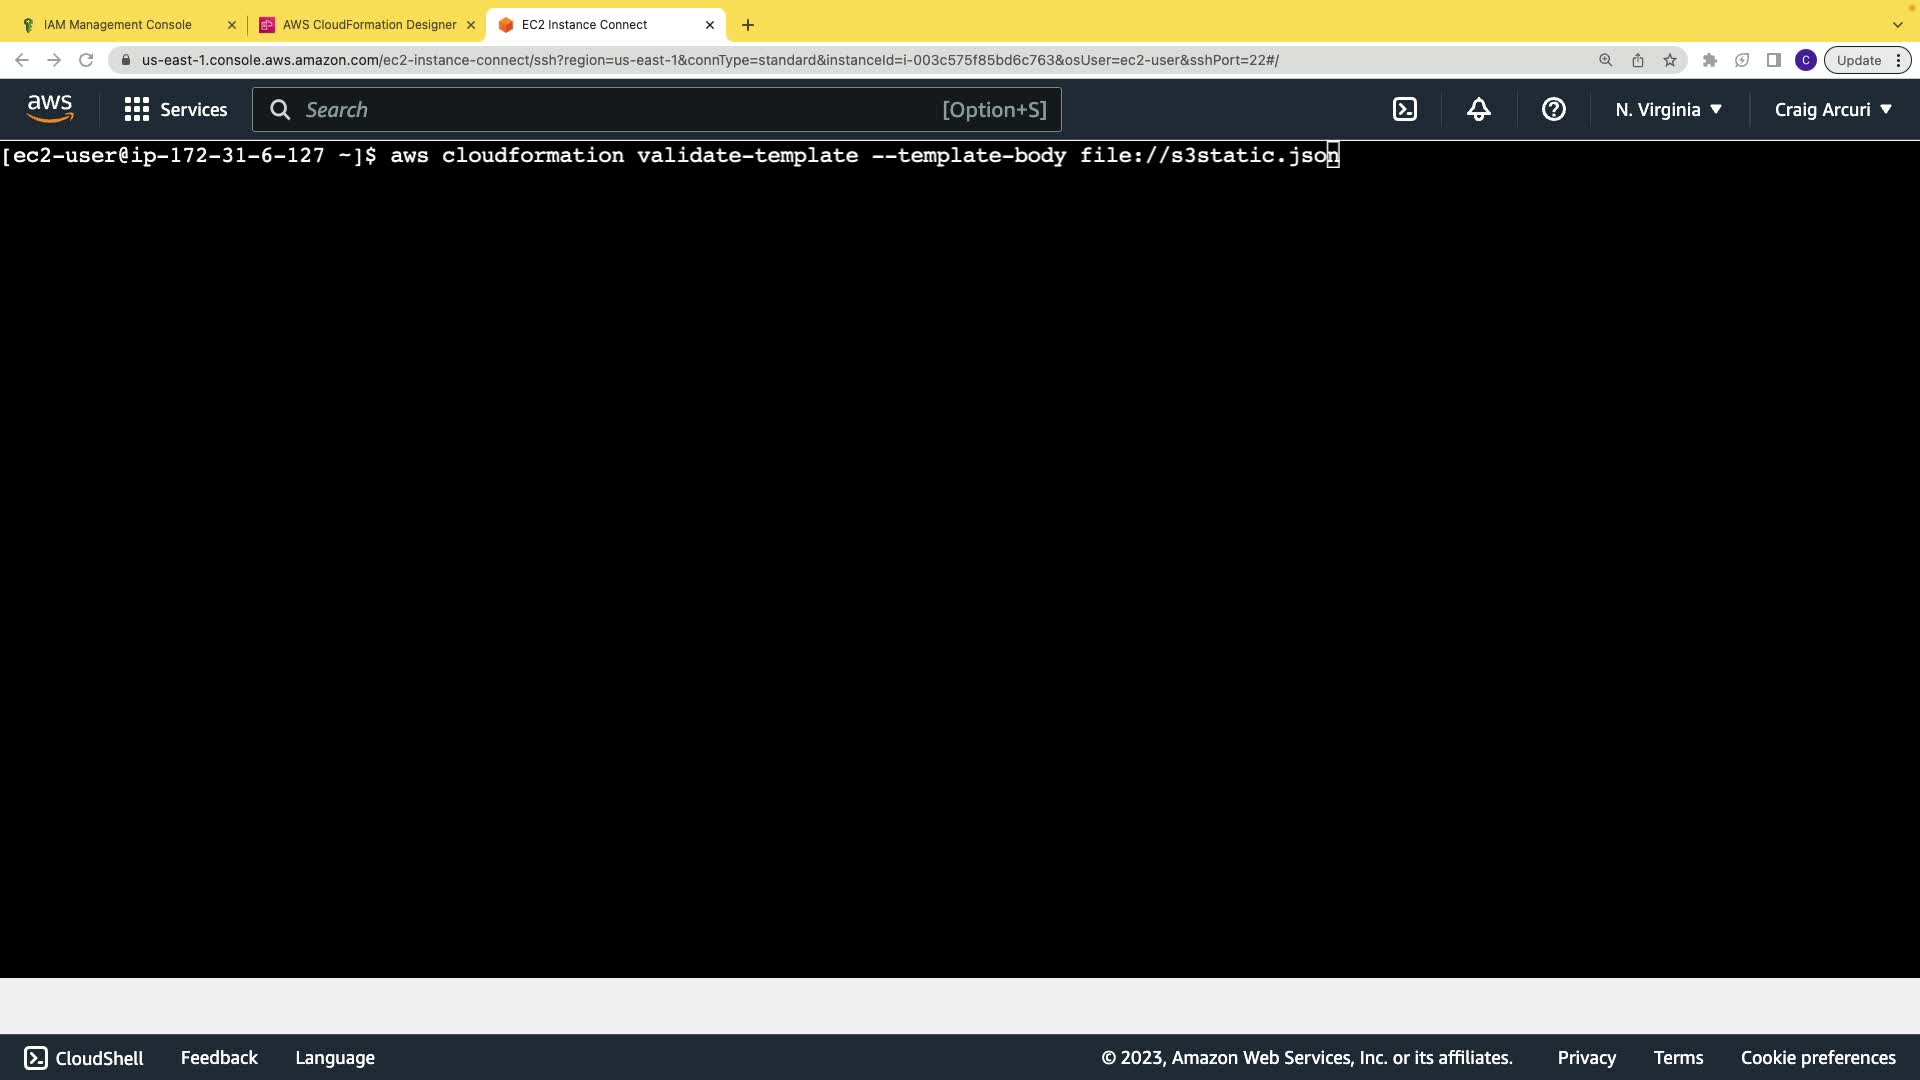 IAM Management Console
AWS CloudFormation Designer
EC2 Instance Connect
us-east-1.console.aws.amazon.com/ec2-instance-connect/ssh?region=us-east-1&connType=standard&instanceId=i-003c575f85bd6c763&osUser=ec2-user&sshPort=22#/
C
Update
aws
Services
Search
[Option+S]
N. Virginia
Craig Arcuri
[ec2-user@ip-172-31-6-127 ~]$ aws cloudformation validate-template --template-body file://s3static.json
CloudShell
Feedback
Language
© 2023, Amazon Web Services, Inc. or its affiliates.
Privacy
Terms
Cookie preferences